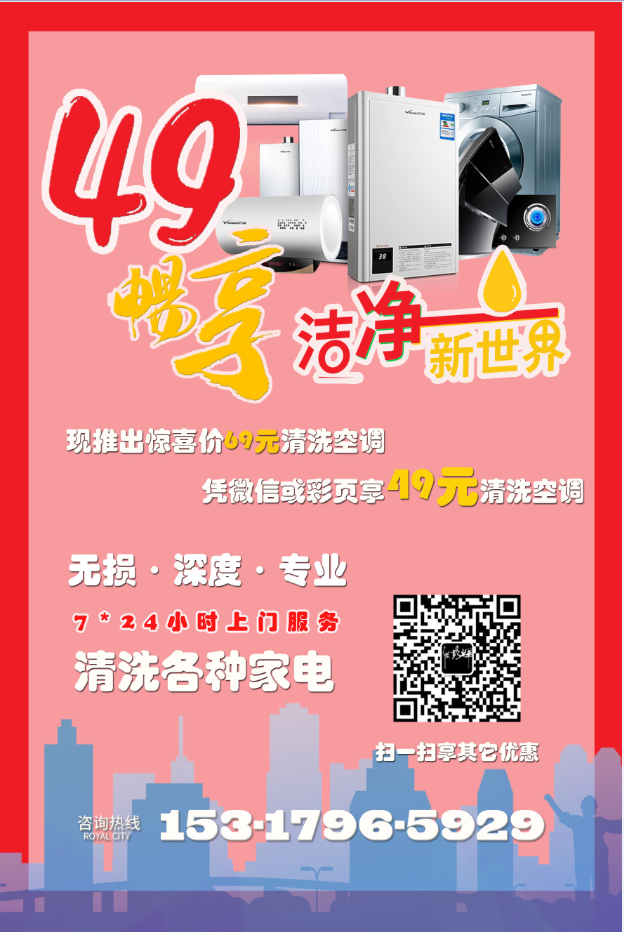 49
暢享
洁净
新世界
38
现推出惊喜价69元清洗空调
凭微信或彩页享49元清洗空调
无损·深度·专业
7*24小时上门服务
清洗各种家电
扫一扫享其它优惠
咨询热线
ROYAL CITY
153-1796-5929